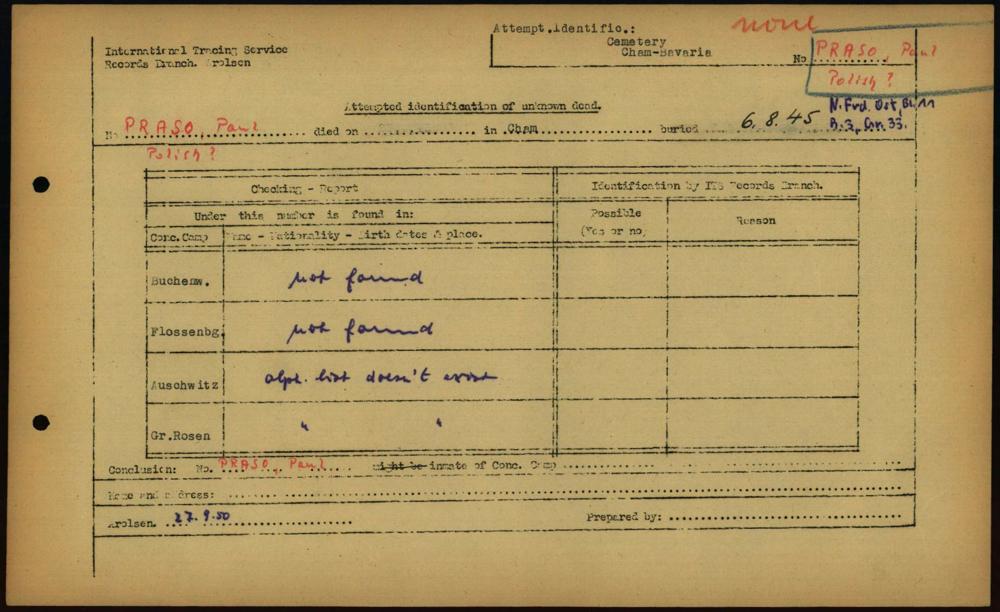 none
Attempt.Identific.:
Cemetery
Cham-Bavaria
International Tracing Service
Records Branch. Arolsen
No PRASO, Paul
Polish?
Attempted identification of unknown dead.
N.Frd. Ost, Bl. 11
B.3, Gr. 33.
No PRASO, Paul died on in Cham buried 6.8.45
Polish?
Checking - Report
Identification by ITS Records Branch.
Under this number is found in:
Possible
(Yes or no)
Reason
Conc.Camp
Name - Nationality - Birth dates & place.
Buchenw. not found
Flossenbg. not found
Auschwitz alph. list doesn't exist
Gr.Rosen " "
Conclusion: No. PRASO, Paul might be inmate of Conc. Camp
Home and address:
Arolsen. 27.9.50
Prepared by: